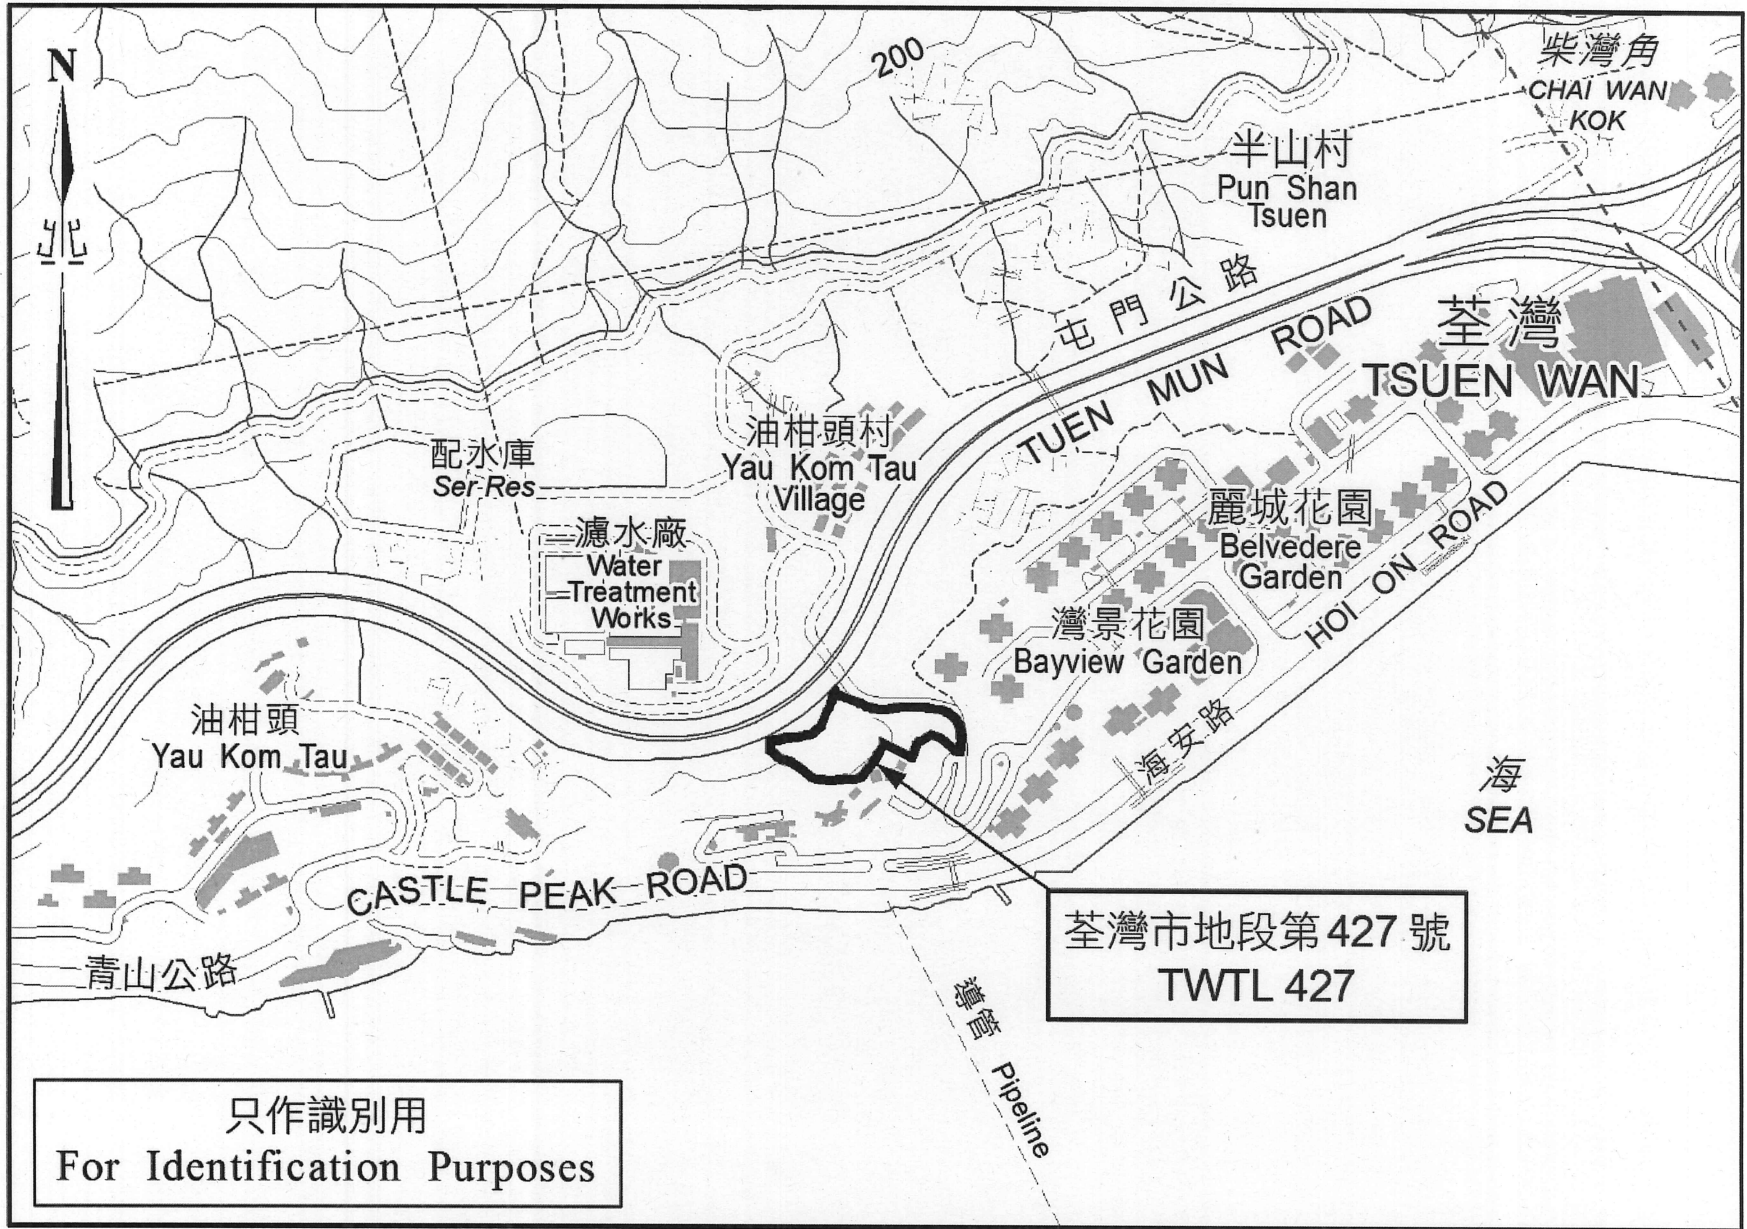 N
北
200
柴灣角
CHAI WAN
KOK
半山村
Pun Shan
Tsuen
屯門公路
TUEN MUN ROAD
荃灣
TSUEN WAN
油柑頭村
Yau Kom Tau
Village
配水庫
Ser Res
濾水廠
Water
Treatment
Works
麗城花園
Belvedere
Garden
HOI ON ROAD
海安路
灣景花園
Bayview Garden
油柑頭
Yau Kom Tau
海
SEA
CASTLE PEAK ROAD
青山公路
荃灣市地段第 427 號
TWTL 427
導管 Pipeline
只作識別用
For Identification Purposes